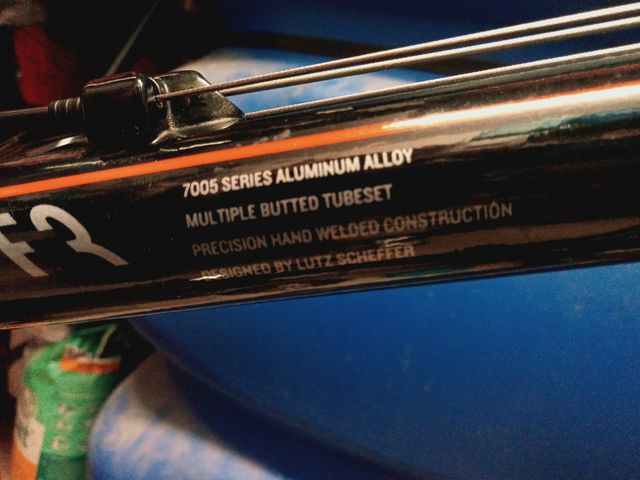 7005 SERIES ALUMINUM ALLOY
MULTIPLE BUTTED TUBESET
PRECISION HAND WELDED CONSTRUCTION
DESIGNED BY LUTZ SCHEFFER